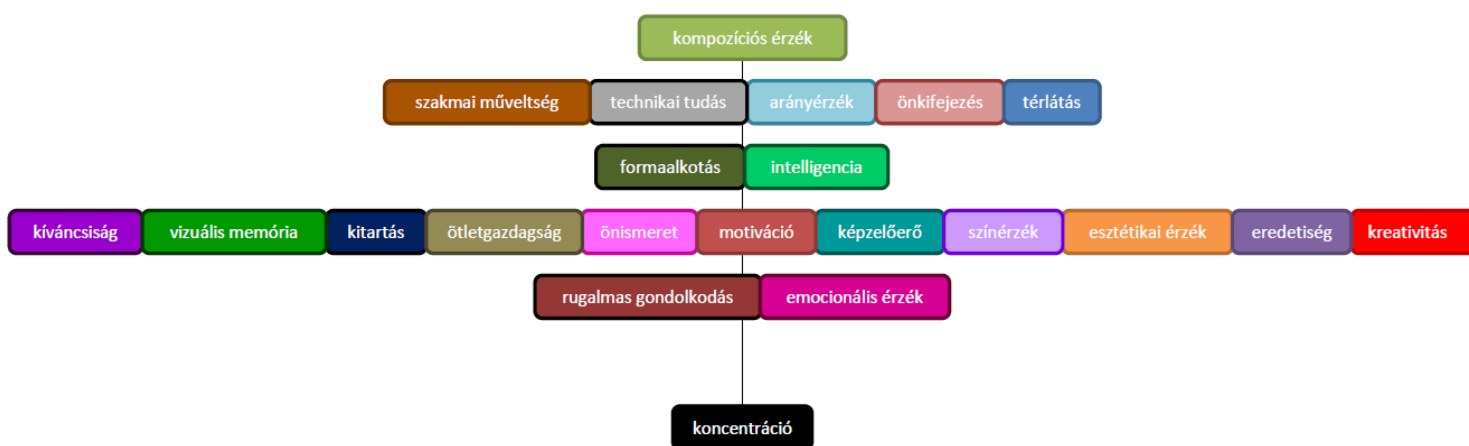 kompozíciós érzék
szakmai műveltség technikai tudás arányérzék önkifejezés térlátás
formaalkotás intelligencia
kíváncsiság vizuális memória kitartás ötletgazdagság önismeret motiváció képzelőerő színérzék esztétikai érzék eredetiség kreativitás
rugalmas gondolkodás emocionális érzék
koncentráció